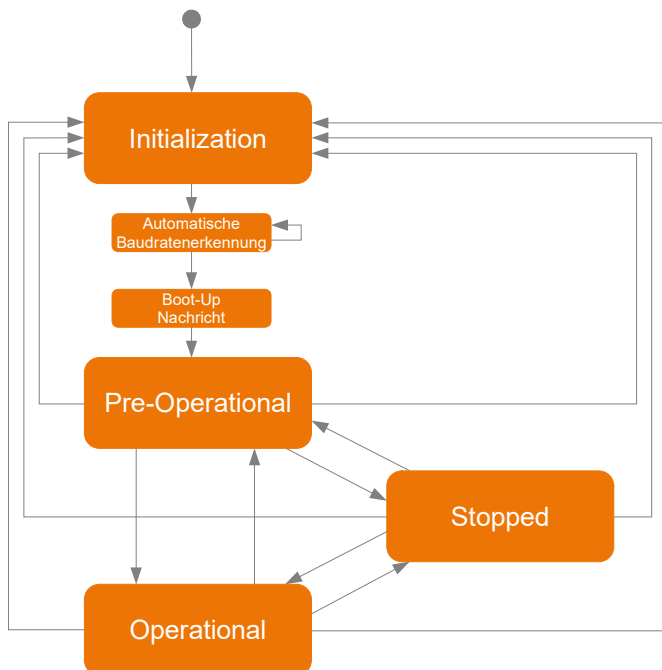 Initialization
Automatische
Baudratenerkennung
Boot-Up
Nachricht
Pre-Operational
Stopped
Operational